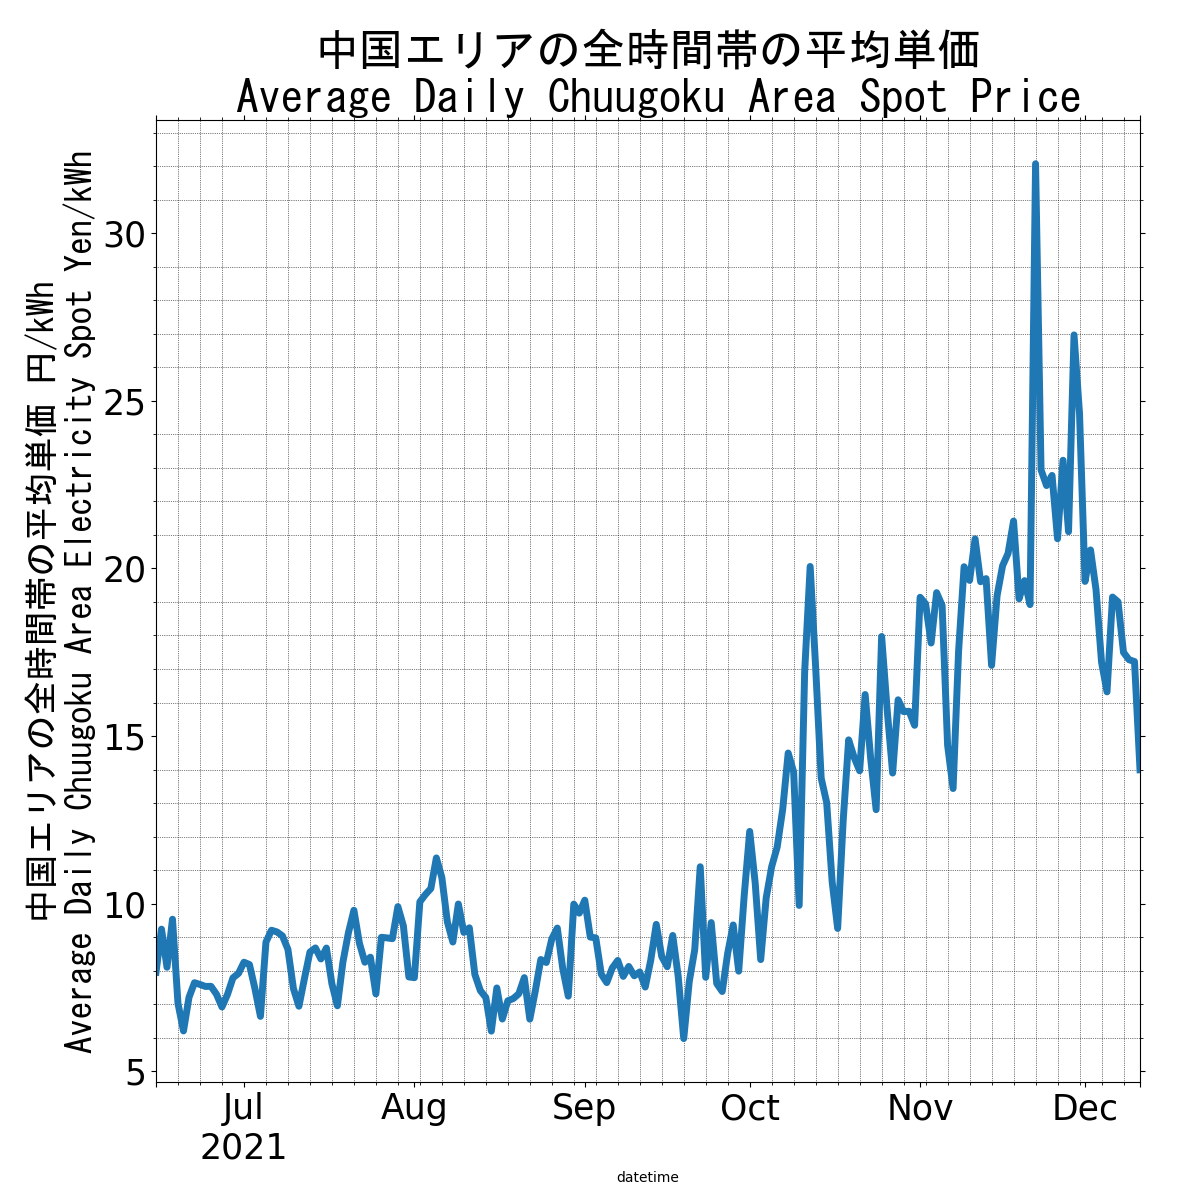 中国エリアの全時間帯の平均単価
Average Daily Chuugoku Area Spot Price
中国エリアの全時間帯の平均単価 円/kWh
Average Daily Chuugoku Area Electricity Spot Yen/kWh
30
25
20
15
10
5
Jul
2021
Aug
Sep
Oct
Nov
Dec
datetime